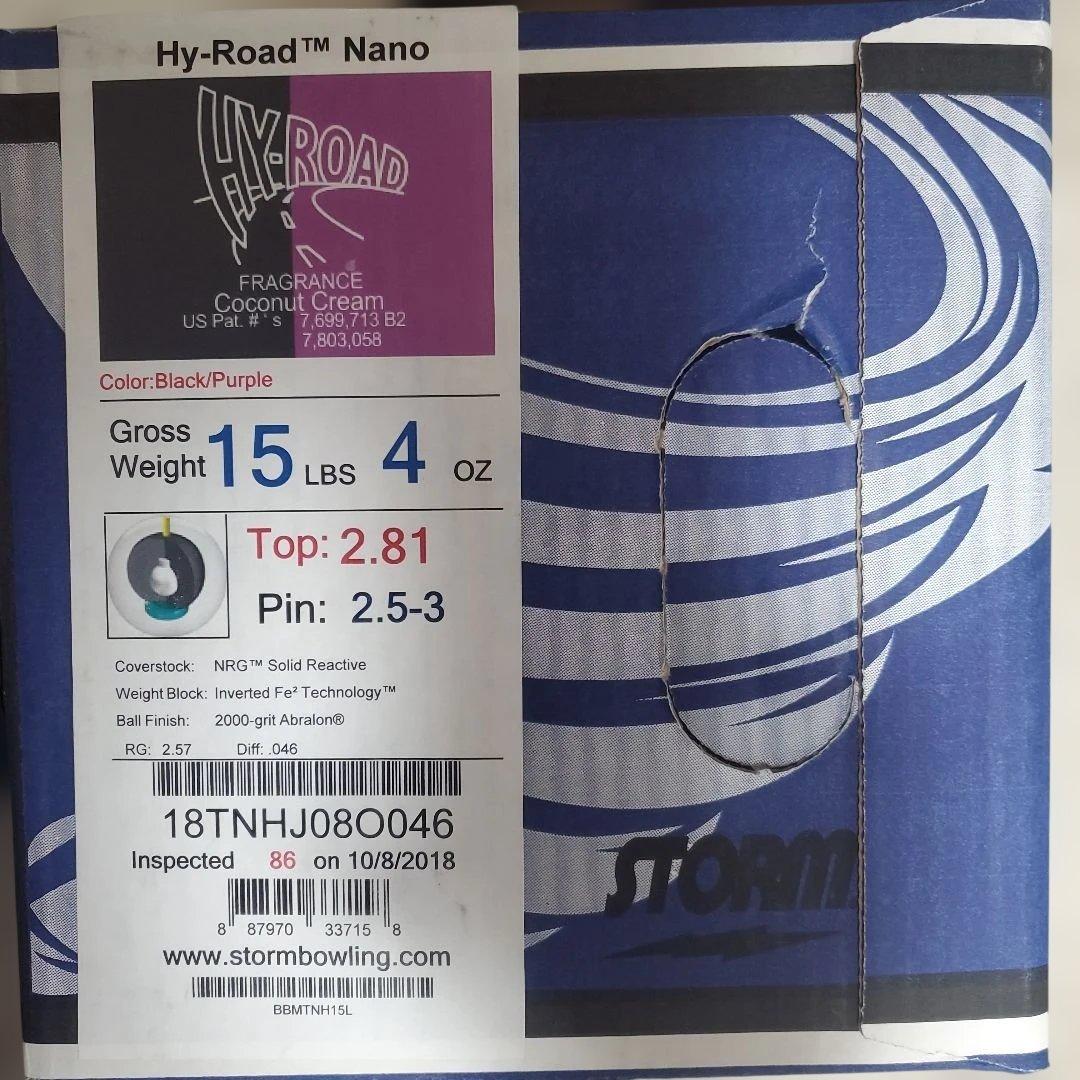 Hy-Road™ Nano
HY-ROAD
FRAGRANCE
Coconut Cream
US Pat. #'s 7,699,713 B2
7,803,058
Color:Black/Purple
Gross Weight 15 LBS 4 OZ
Top: 2.81
Pin: 2.5-3
Coverstock: NRG™ Solid Reactive
Weight Block: Inverted Fe² Technology™
Ball Finish: 2000-grit Abralon®
RG: 2.57 Diff: .046
18TNHJ08O046
Inspected 86 on 10/8/2018
8 87970 33715 8
www.stormbowling.com
BBMTNH15L
STORM